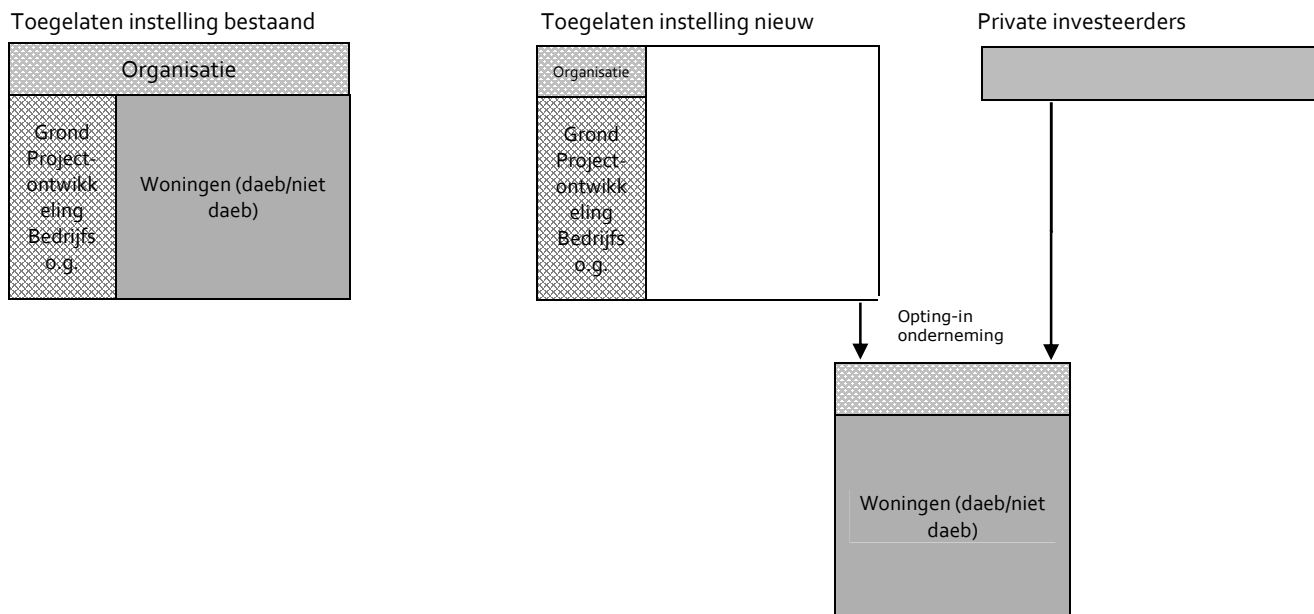 Toegelaten instelling bestaand
Organisatie
Grond
Project-
ontwikk
eling
Bedrijfs
o.g.
Woningen (daeb/niet
daeb)
Toegelaten instelling nieuw
Organisatie
Grond
Project-
ontwikk
eling
Bedrijfs
o.g.
Private investeerders
Opting-in
onderneming
Woningen (daeb/niet
daeb)